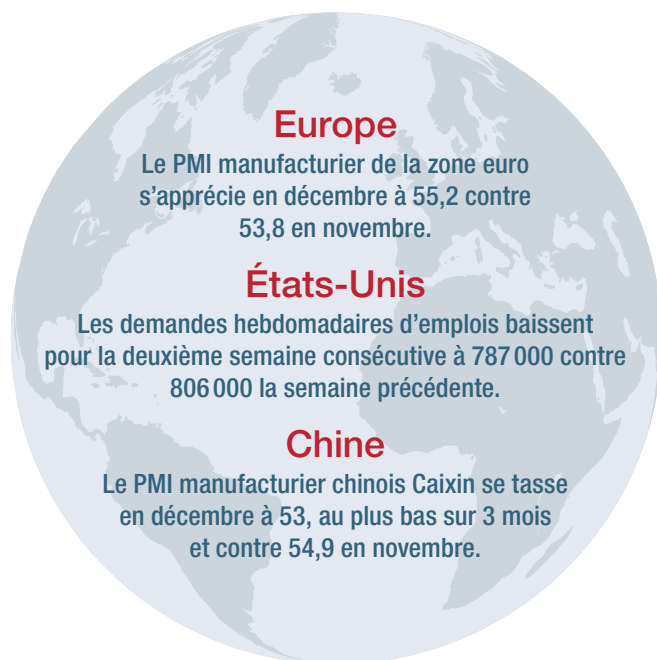 Europe
Le PMI manufacturier de la zone euro
s’apprécie en décembre à 55,2 contre
53,8 en novembre.
États-Unis
Les demandes hebdomadaires d’emplois baissent
pour la deuxième semaine consécutive à 787 000 contre
806 000 la semaine précédente.
Chine
Le PMI manufacturier chinois Caixin se tasse
en décembre à 53, au plus bas sur 3 mois
et contre 54,9 en novembre.